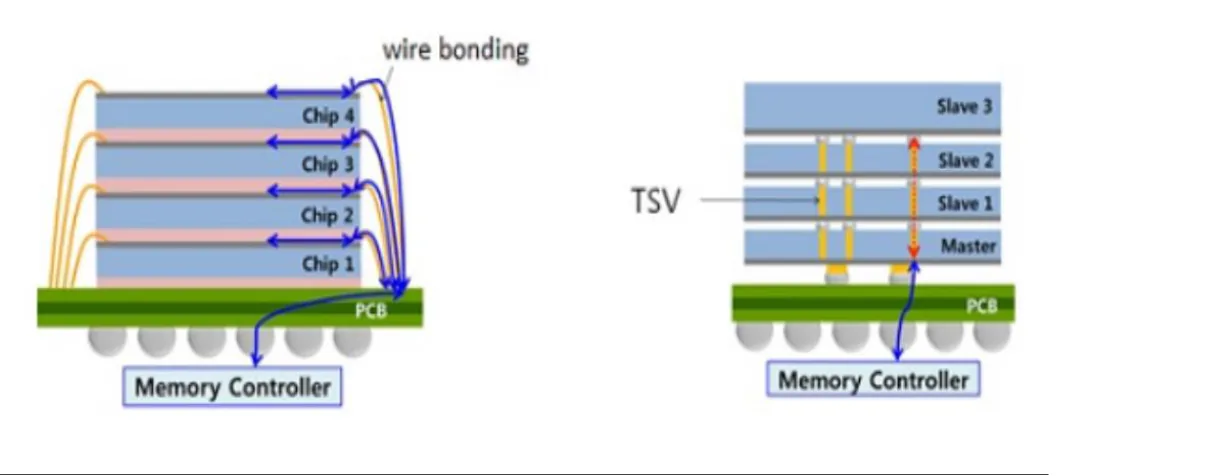 wire bonding
Chip 4
Chip 3
Chip 2
Chip 1
PCB
Memory Controller
Slave 3
Slave 2
TSV
Slave 1
Master
PCB
Memory Controller